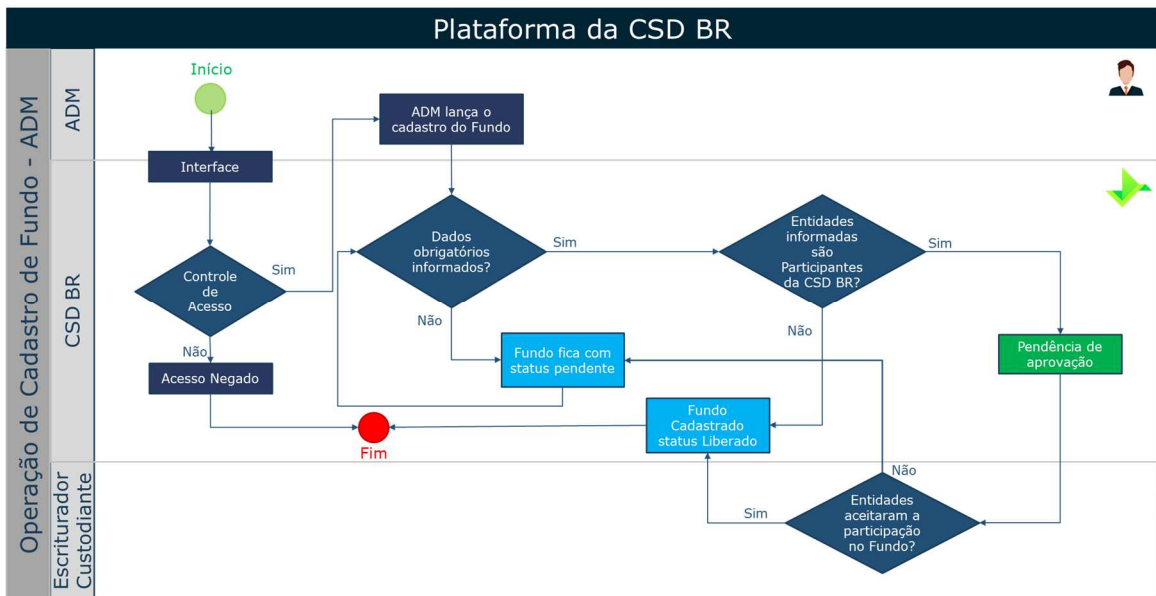 Plataforma da CSD BR
Operação de Cadastro de Fundo - ADM
ADM
Início
ADM lança o
cadastro do Fundo
Interface
CSD BR
Controle
de
Acesso
Sim
Não
Acesso Negado
Dados
obrigatórios
informados?
Sim
Não
Fundo fica com
status pendente
Entidades
informadas
são
Participantes
da CSD BR?
Sim
Não
Pendência de
aprovação
Fundo
Cadastrado
status Liberado
Fim
Escriturador
Custodiante
Entidades
aceitaram a
participação
no Fundo?
Sim
Não